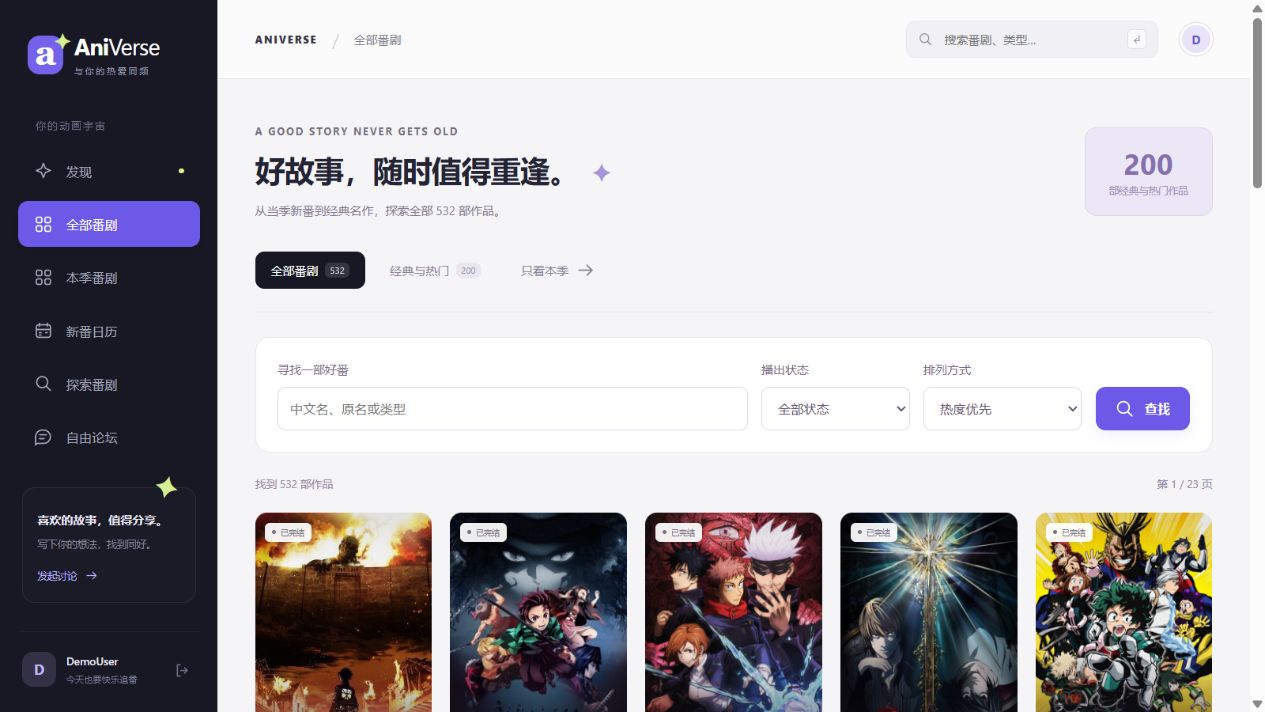 a AniVerse
与你的热爱同频
你的动画宇宙
发现
全部番剧
本季番剧
新番日历
探索番剧
自由论坛
喜欢的故事，值得分享。
写下你的想法，找到同好。
发起讨论 →
D DemoUser
今天也要快乐追番
ANIVERSE / 全部番剧
搜索番剧、类型...
D
A GOOD STORY NEVER GETS OLD
好故事，随时值得重逢。
从当季新番到经典名作，探索全部 532 部作品。
200
部经典与热门作品
全部番剧 532
经典与热门 200
只看本季 →
寻找一部好番
中文名、原名或类型
播出状态
全部状态
排列方式
热度优先
查找
找到 532 部作品
第 1 / 23 页
已完结
已完结
已完结
已完结
已完结